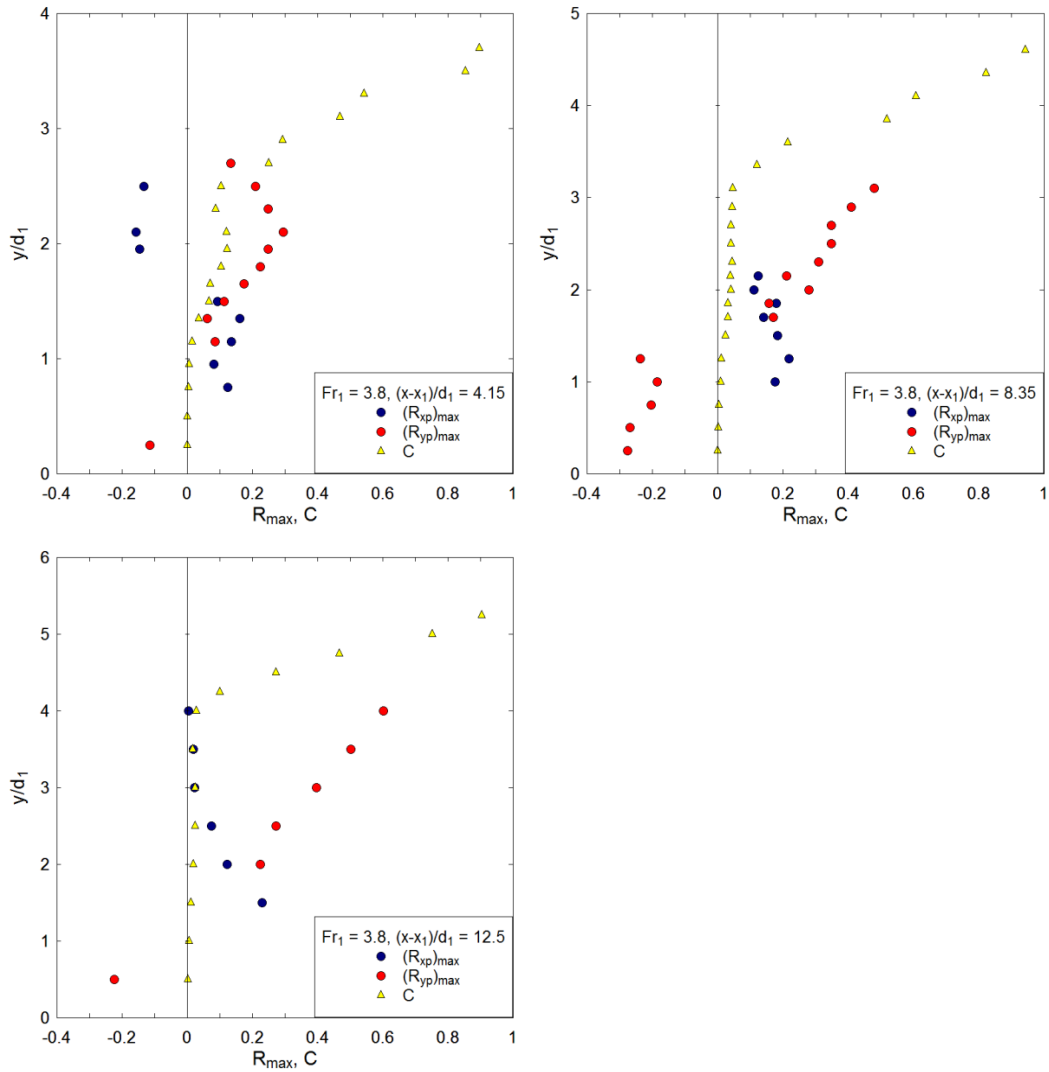 4
3
2
1
0
y/d1
-0.4 -0.2 0 0.2 0.4 0.6 0.8 1
Rmax, C
Fr1 = 3.8, (x-x1)/d1 = 4.15
(Rxp)max
(Ryp)max
C
5
4
3
2
1
0
y/d1
-0.4 -0.2 0 0.2 0.4 0.6 0.8 1
Rmax, C
Fr1 = 3.8, (x-x1)/d1 = 8.35
(Rxp)max
(Ryp)max
C
6
5
4
3
2
1
0
y/d1
-0.4 -0.2 0 0.2 0.4 0.6 0.8 1
Rmax, C
Fr1 = 3.8, (x-x1)/d1 = 12.5
(Rxp)max
(Ryp)max
C